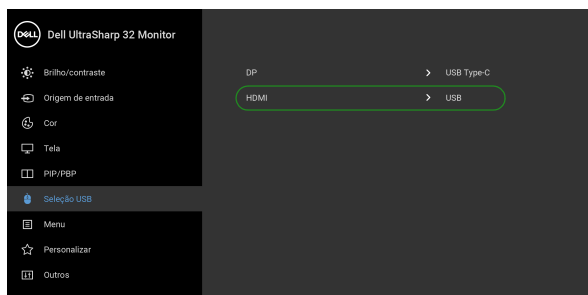 DELL Dell UltraSharp 32 Monitor
Brilho/contraste
Origem de entrada
Cor
Tela
PIP/PBP
Seleção USB
Menu
Personalizar
Outros
DP > USB Type-C
HDMI > USB